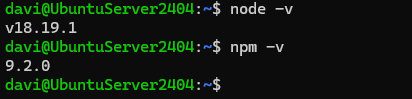 davi@UbuntuServer2404:~$ node -v
v18.19.1
davi@UbuntuServer2404:~$ npm -v
9.2.0
davi@UbuntuServer2404:~$